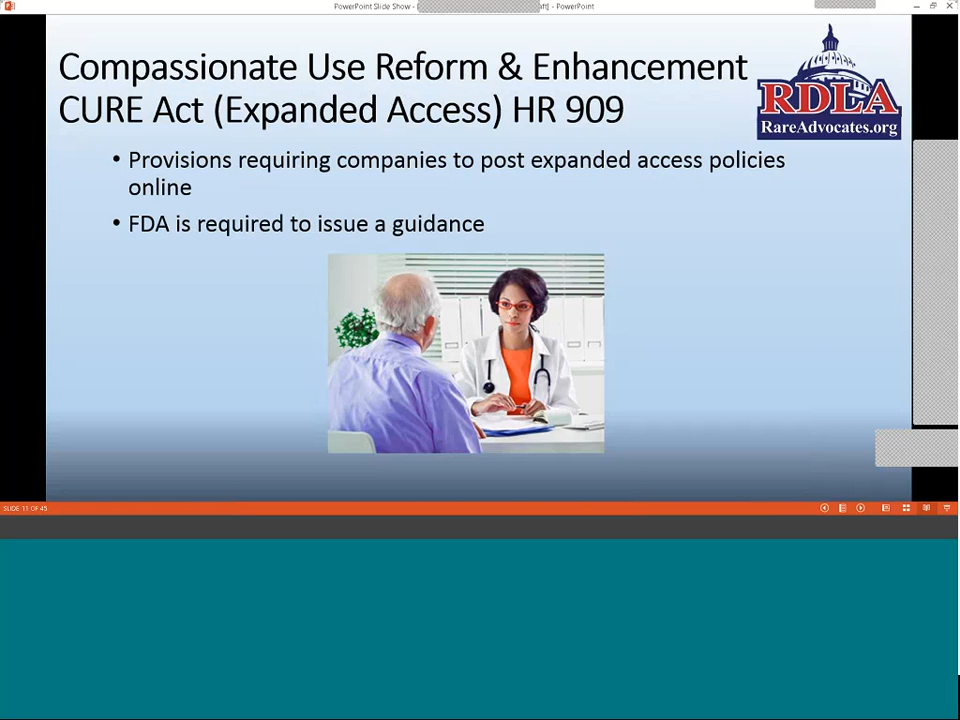 PowerPoint Slide Show - [
ft] - PowerPoint
Compassionate Use Reform & Enhancement
CURE Act (Expanded Access) HR 909
RDLA
RareAdvocates.org
• Provisions requiring companies to post expanded access policies
online
• FDA is required to issue a guidance
SLIDE 11 OF 45